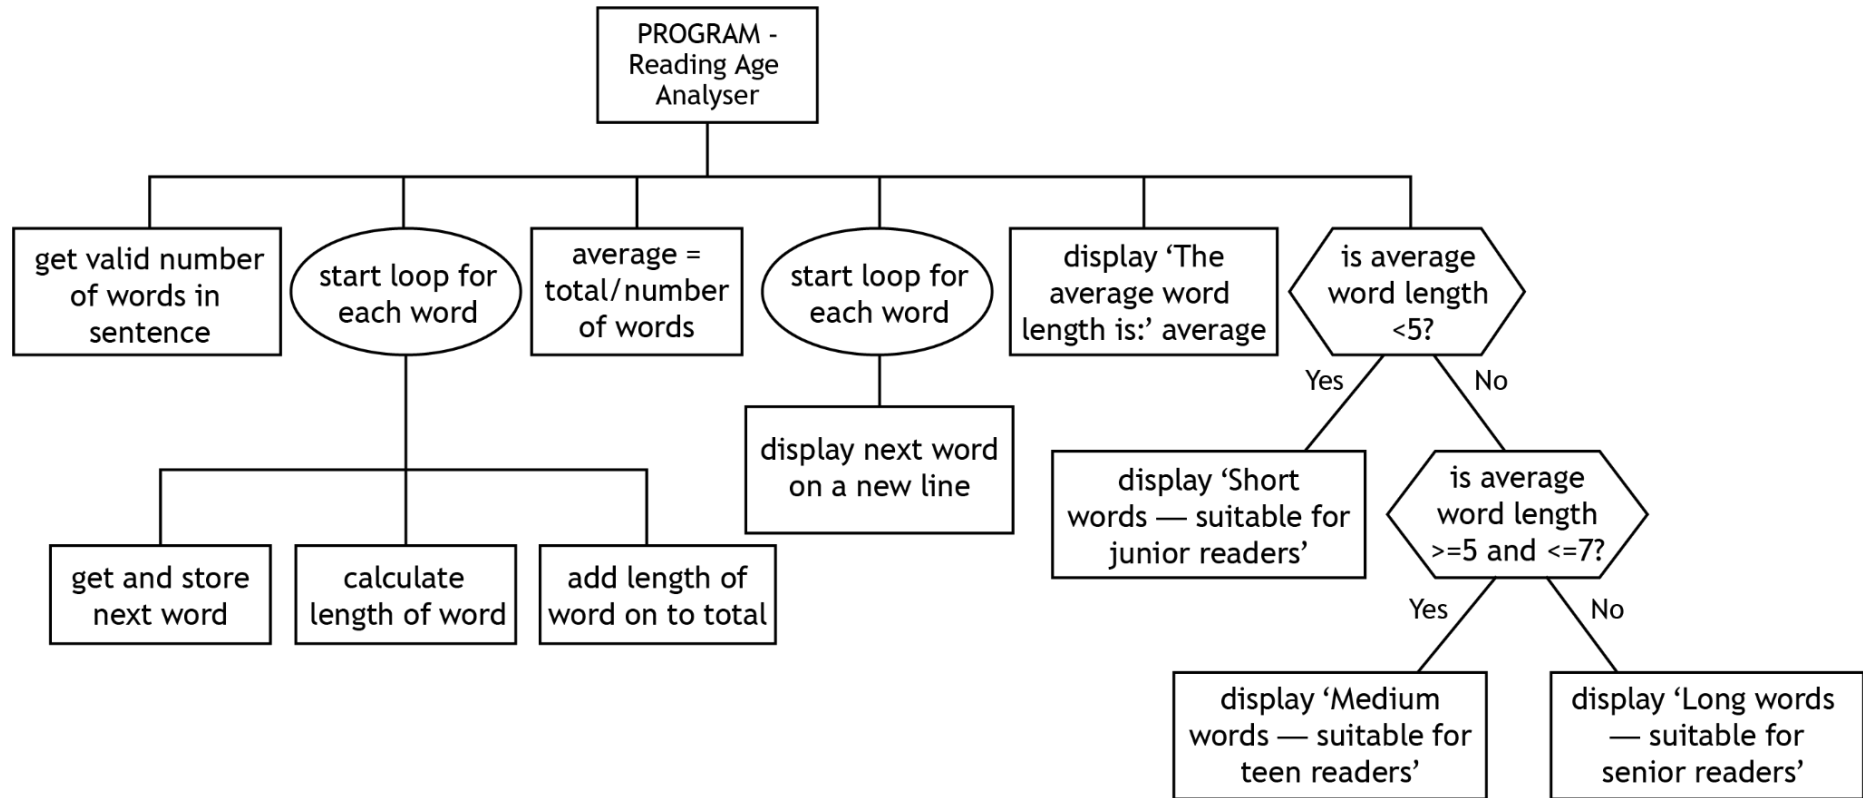 PROGRAM -
Reading Age
Analyser
get valid number
of words in
sentence
start loop for
each word
average =
total/number
of words
start loop for
each word
display ‘The
average word
length is:’ average
is average
word length
<5?
Yes
No
get and store
next word
calculate
length of word
add length of
word on to total
display next word
on a new line
display ‘Short
words — suitable for
junior readers’
is average
word length
>=5 and <=7?
Yes
No
display ‘Medium
words — suitable for
teen readers’
display ‘Long words
— suitable for
senior readers’